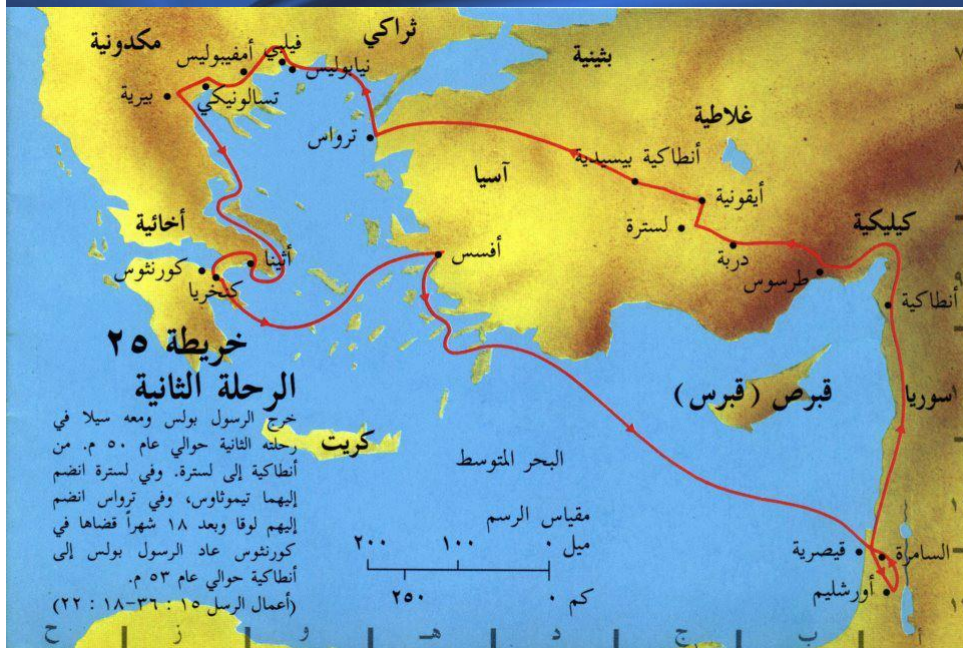 ثراكي
مكدونية
بثينية
فيلبي
أمفيبوليس
نيابوليس
تسالونيكي
بيرية
ترواس
غلاطية
أنطاكية بيسيدية
آسيا
أيقونية
لسترة
دربة
كيليكية
طرسوس
أنطاكية
أخائية
أثينا
كورنثوس
كنخريا
أفسس
سوريا
قبرص (قبرس)
كريت
البحر المتوسط
خريطة ٢٥
الرحلة الثانية
خرج الرسول بولس ومعه سيلا في
رحلته الثانية حوالي عام ٥٠ م. من
أنطاكية إلى لسترة. وفي لسترة انضم
إليهما تيموثاوس، وفي ترواس انضم
إليهم لوقا وبعد ١٨ شهراً قضاها في
كورنثوس عاد الرسول بولس إلى
أنطاكية حوالي عام ٥٣ م.
(أعمال الرسل ١٥ : ٣٦-١٨ : ٢٢)
مقياس الرسم
ميل ٠ ١٠٠ ٢٠٠
كم ٠ ٢٥٠
قيصرية
السامرة
أورشليم
٧
٨
٩
أ ب ج د هـ و ز ح